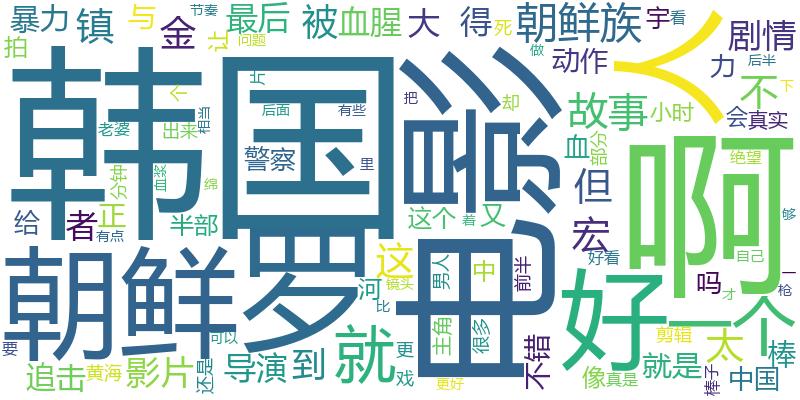 暴力 镇 与 金 让 节奏 最后 被 血腥 大 得 死 朝鲜族 宇 看 剧情
拍 做 动作 人 力 后半
韩国 电影 个 片 后面 有些 把 却 故事 小时 不 会 真实 下
老婆 出来 相当 警察 里 血 部分 绝望
分钟 血浆 绵 但 啊
给 者 正 有点 半部 这个 着 又 宏 好看 自己 够
朝鲜 罗 这 河 镜头 男人 中 前半 好 吗 才 一 枪
要 可以 比 主角 很多 一个 剪辑 太 棒
追击 黄海 影片 还是 导演 到 就 更 戏 更好 不错 像 真是 就是 棒子 中国
问题